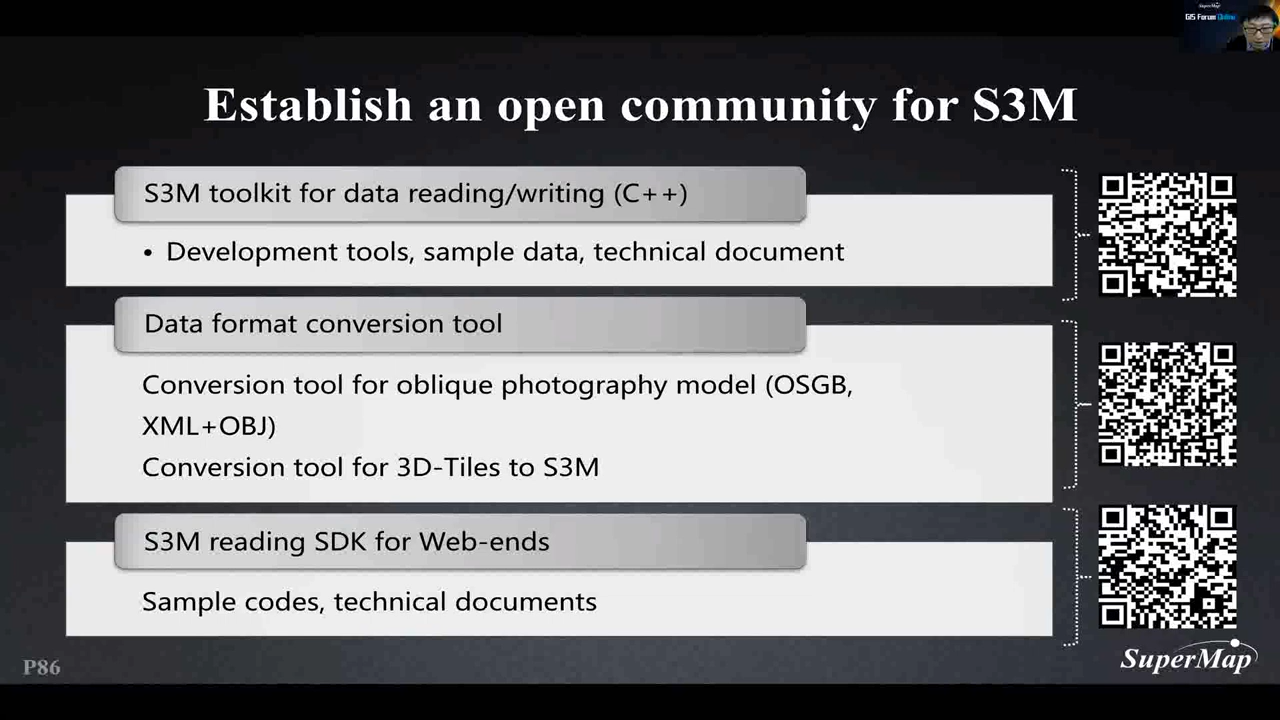 SuperMap
GIS Forum Online
Establish an open community for S3M
S3M toolkit for data reading/writing (C++)
• Development tools, sample data, technical document
Data format conversion tool
Conversion tool for oblique photography model (OSGB,
XML+OBJ)
Conversion tool for 3D-Tiles to S3M
S3M reading SDK for Web-ends
Sample codes, technical documents
P86
SuperMap